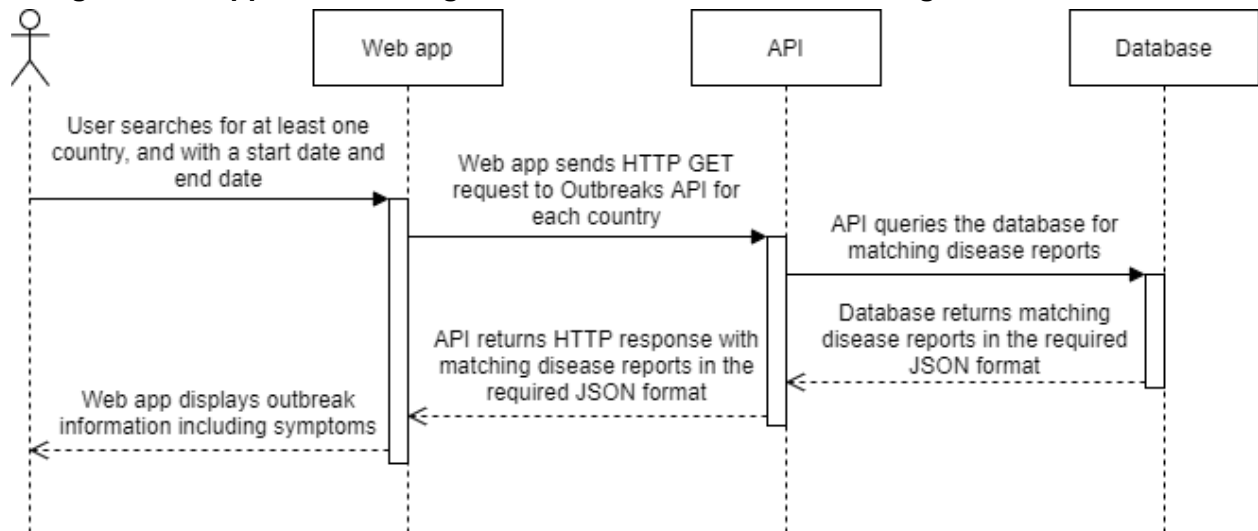 Web app
API
Database
User searches for at least one
country, and with a start date and
end date
Web app sends HTTP GET
request to Outbreaks API for
each country
API queries the database for
matching disease reports
Database returns matching
disease reports in the required
JSON format
API returns HTTP response with
matching disease reports in the
required JSON format
Web app displays outbreak
information including symptoms